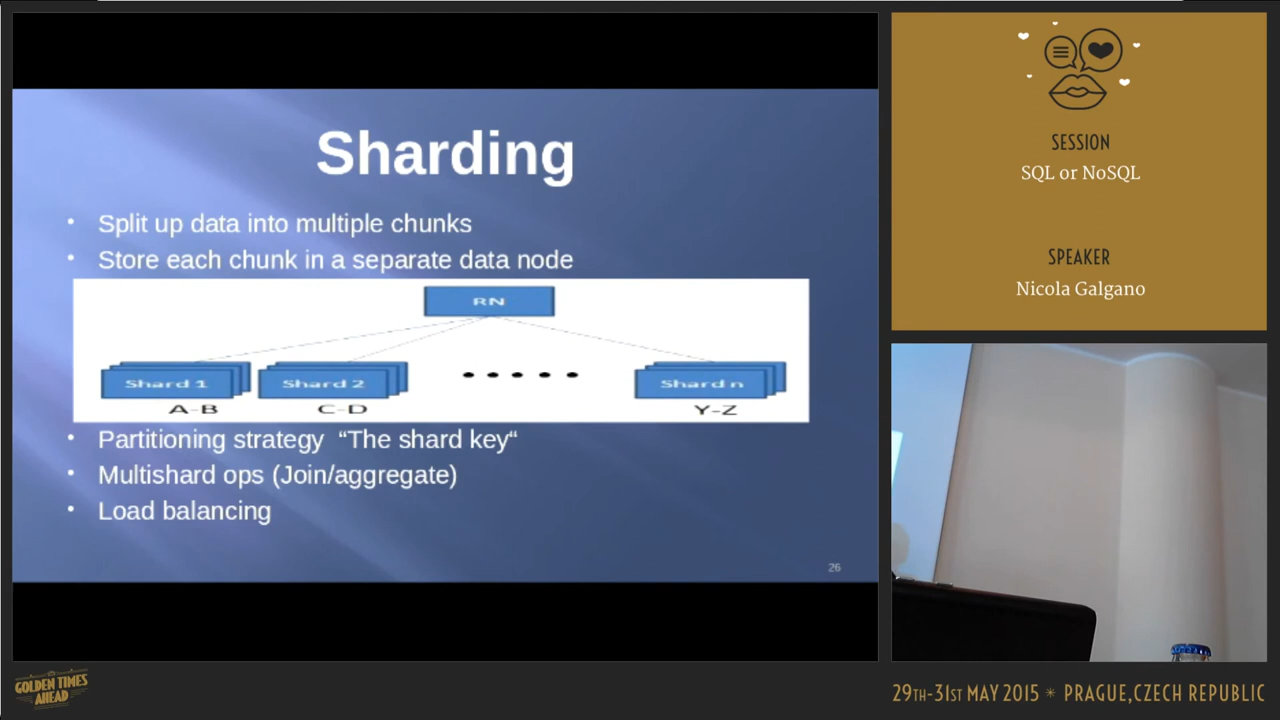 Sharding
• Split up data into multiple chunks
• Store each chunk in a separate data node
RN
Shard 1
Shard 2
Shard n
A-B
C-D
Y-Z
• Partitioning strategy “The shard key“
• Multishard ops (Join/aggregate)
• Load balancing
26
SESSION
SQL or NoSQL
SPEAKER
Nicola Galgano
GOLDEN TIMES
AHEAD
29TH-31ST MAY 2015 * PRAGUE,CZECH REPUBLIC